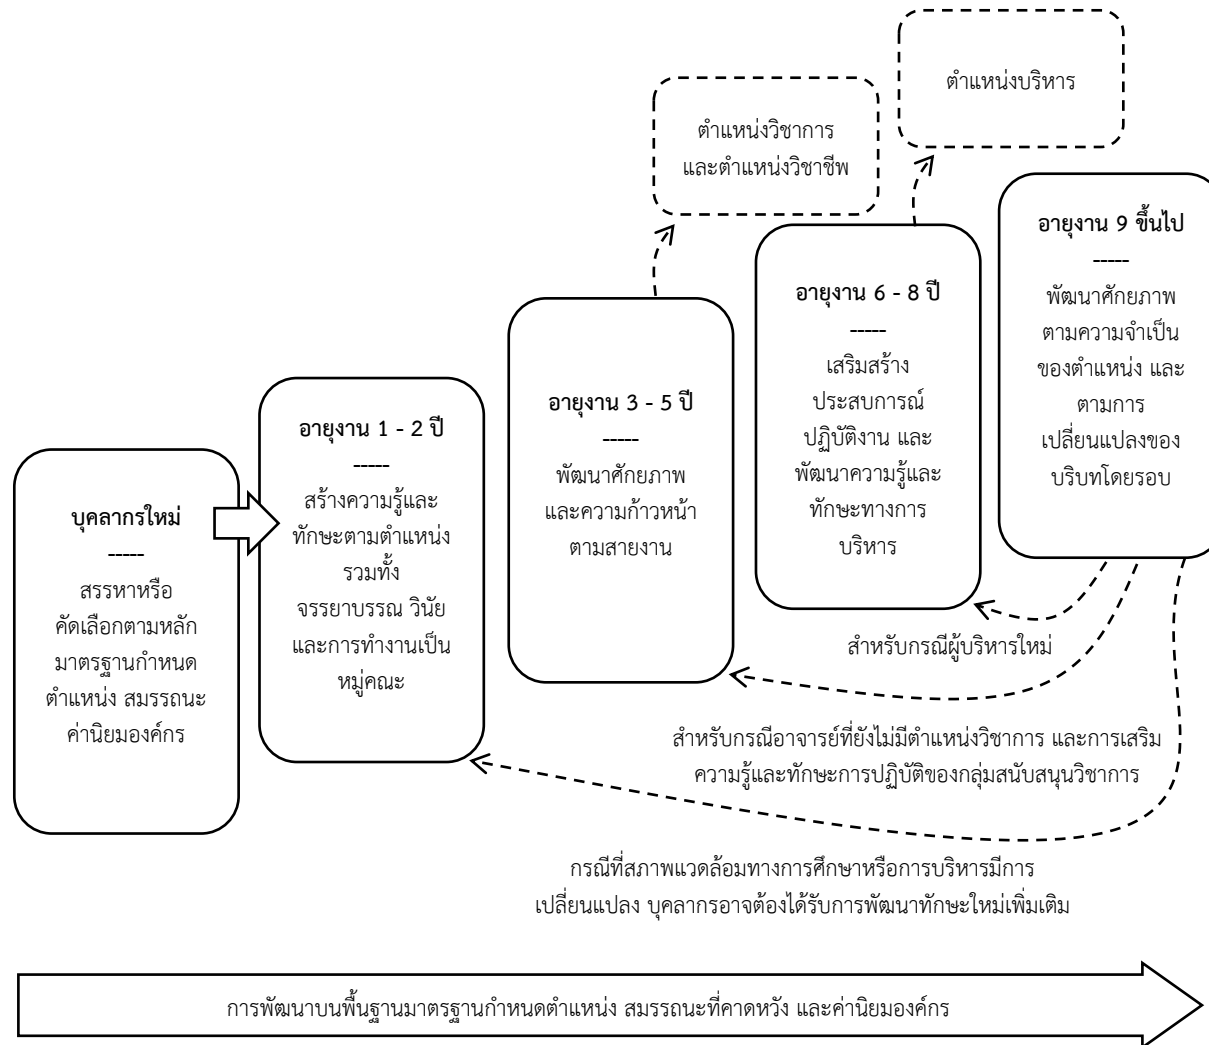 ตำแหน่งบริหาร
ตำแหน่งวิชาการ
และตำแหน่งวิชาชีพ
บุคลากรใหม่
-----
สรรหาหรือ
คัดเลือกตามหลัก
มาตรฐานกำหนด
ตำแหน่ง สมรรถนะ
ค่านิยมองค์กร
อายุงาน 1 - 2 ปี
-----
สร้างความรู้และ
ทักษะตามตำแหน่ง
รวมทั้ง
จรรยาบรรณ วินัย
และการทำงานเป็น
หมู่คณะ
อายุงาน 3 - 5 ปี
-----
พัฒนาศักยภาพ
และความก้าวหน้า
ตามสายงาน
อายุงาน 6 - 8 ปี
-----
เสริมสร้าง
ประสบการณ์
ปฏิบัติงาน และ
พัฒนาความรู้และ
ทักษะทางการ
บริหาร
อายุงาน 9 ขึ้นไป
-----
พัฒนาศักยภาพ
ตามความจำเป็น
ของตำแหน่ง และ
ตามการ
เปลี่ยนแปลงของ
บริบทโดยรอบ
สำหรับกรณีผู้บริหารใหม่
สำหรับกรณีอาจารย์ที่ยังไม่มีตำแหน่งวิชาการ และการเสริม
ความรู้และทักษะการปฏิบัติของกลุ่มสนับสนุนวิชาการ
กรณีที่สภาพแวดล้อมทางการศึกษาหรือการบริหารมีการ
เปลี่ยนแปลง บุคลากรอาจต้องได้รับการพัฒนาทักษะใหม่เพิ่มเติม
การพัฒนาบนพื้นฐานมาตรฐานกำหนดตำแหน่ง สมรรถนะที่คาดหวัง และค่านิยมองค์กร